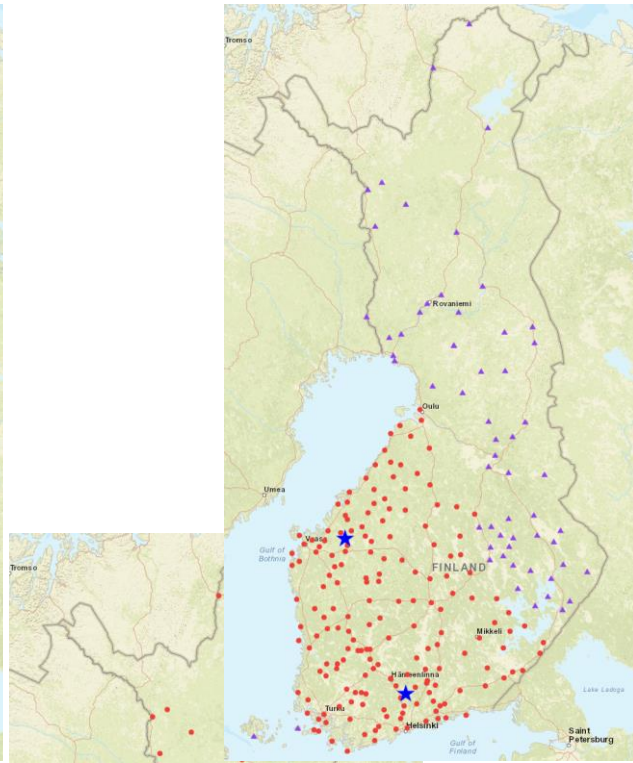 Tromso
Rovaniemi
Oulu
Umea
Vaasa
Gulf of
Bothnia
FINLAND
Tromso
Mikkeli
Hämeenlinna
Lake Ladoga
Turku
Helsinki
Gulf of
Finland
Saint
Petersburg